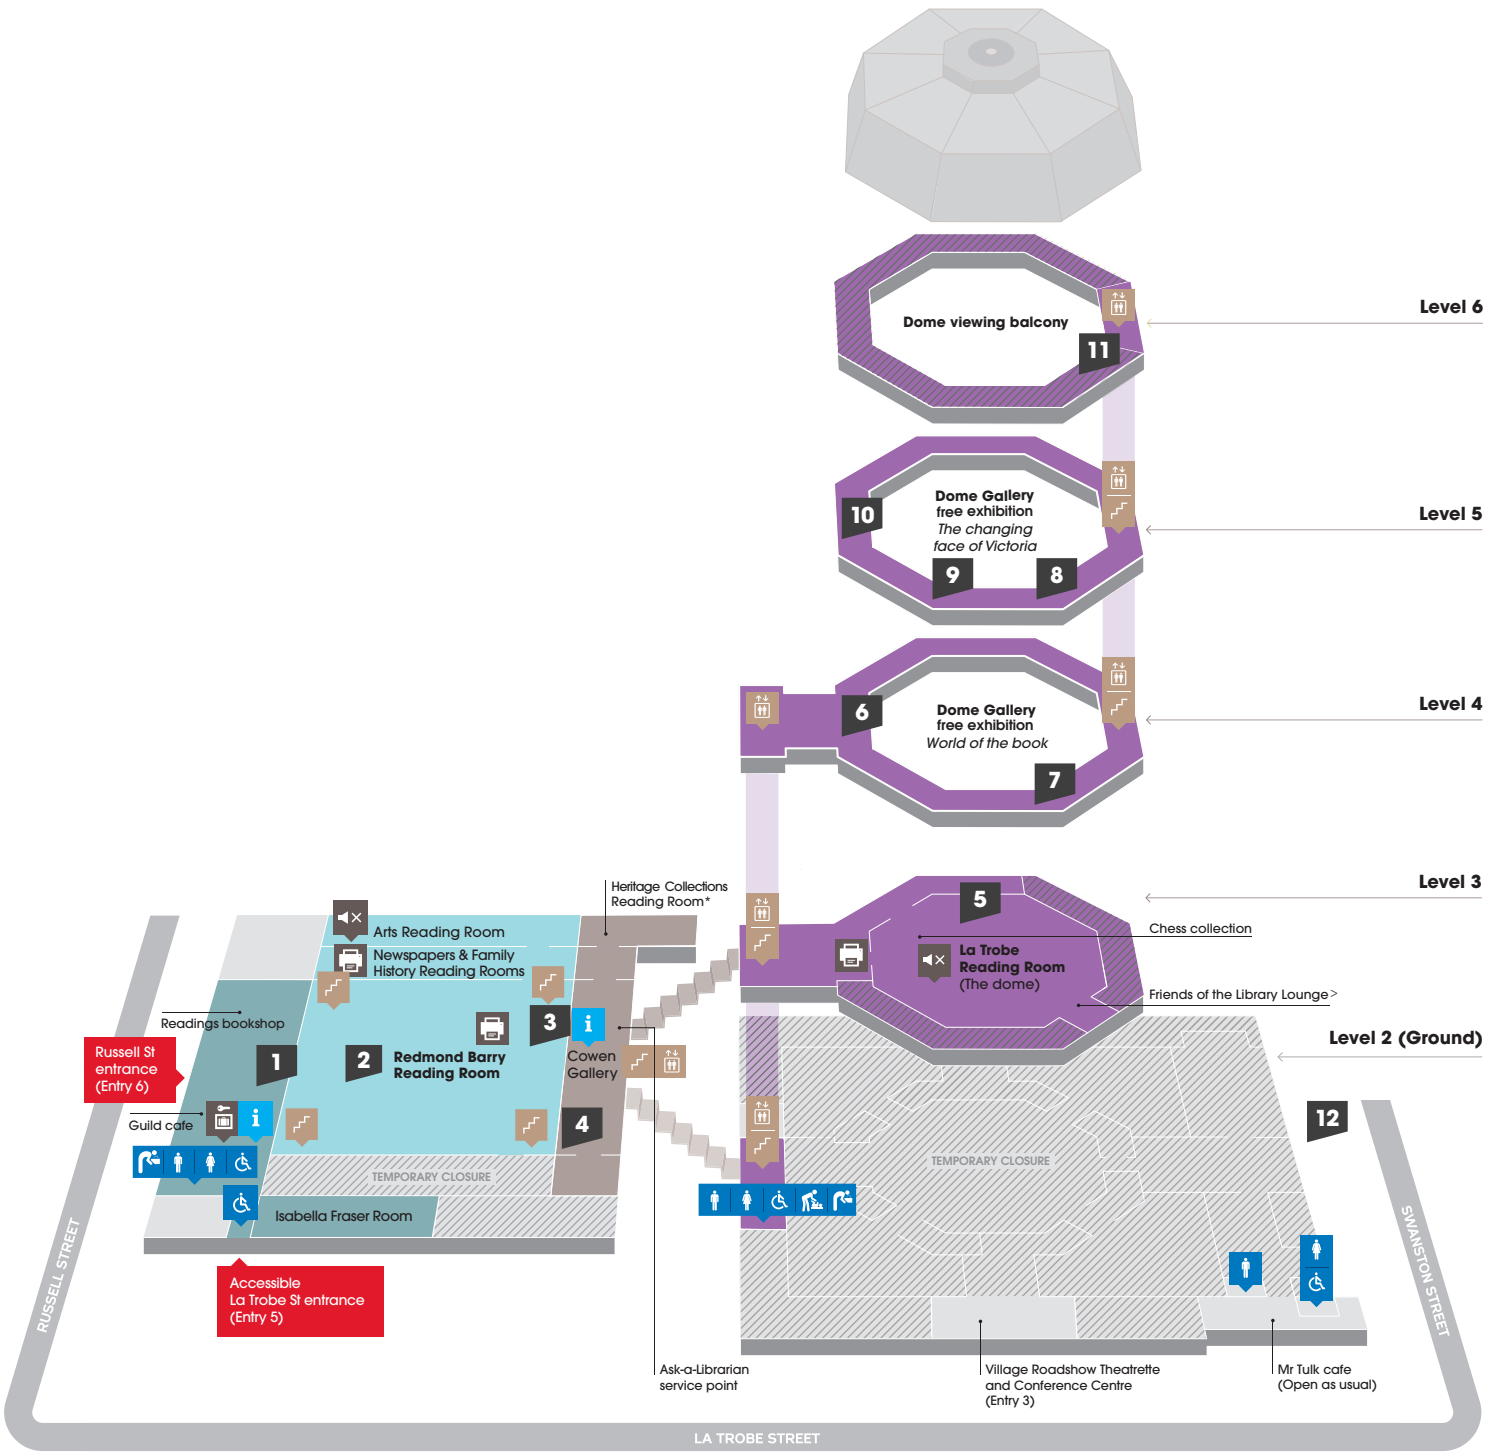 Level 6
Dome viewing balcony
11
Level 5
Dome Gallery
free exhibition
The changing
face of Victoria
10
9
8
Level 4
Dome Gallery
free exhibition
World of the book
6
7
Level 3
5
Chess collection
La Trobe
Reading Room
(The dome)
Friends of the Library Lounge>
Level 2 (Ground)
Heritage Collections
Reading Room*
Arts Reading Room
Newspapers & Family
History Reading Rooms
Readings bookshop
Russell St
entrance
(Entry 6)
1
2
Redmond Barry
Reading Room
3
i
Cowen
Gallery
4
Guild cafe
i
12
TEMPORARY CLOSURE
TEMPORARY CLOSURE
Isabella Fraser Room
Accessible
La Trobe St entrance
(Entry 5)
Ask-a-Librarian
service point
Village Roadshow Theatrette
and Conference Centre
(Entry 3)
Mr Tulk cafe
(Open as usual)
RUSSELL STREET
SWANSTON STREET
LA TROBE STREET